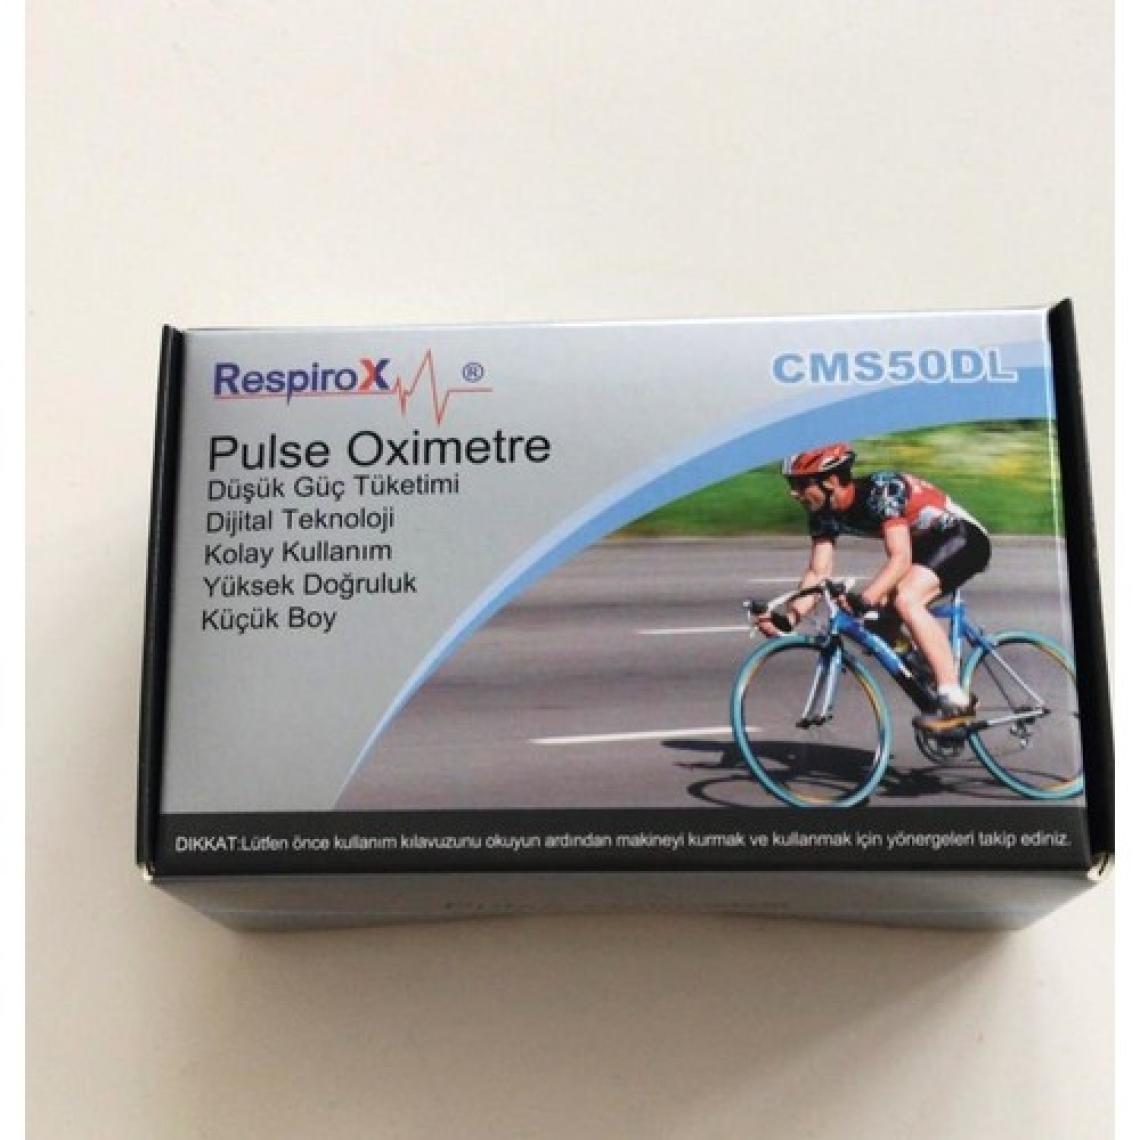 RespiroX ®
CMS50DL
Pulse Oximetre
Düşük Güç Tüketimi
Dijital Teknoloji
Kolay Kullanım
Yüksek Doğruluk
Küçük Boy
DIKKAT:Lütfen önce kullanım kılavuzunu okuyun ardından makineyi kurmak ve kullanmak için yönergeleri takip ediniz.